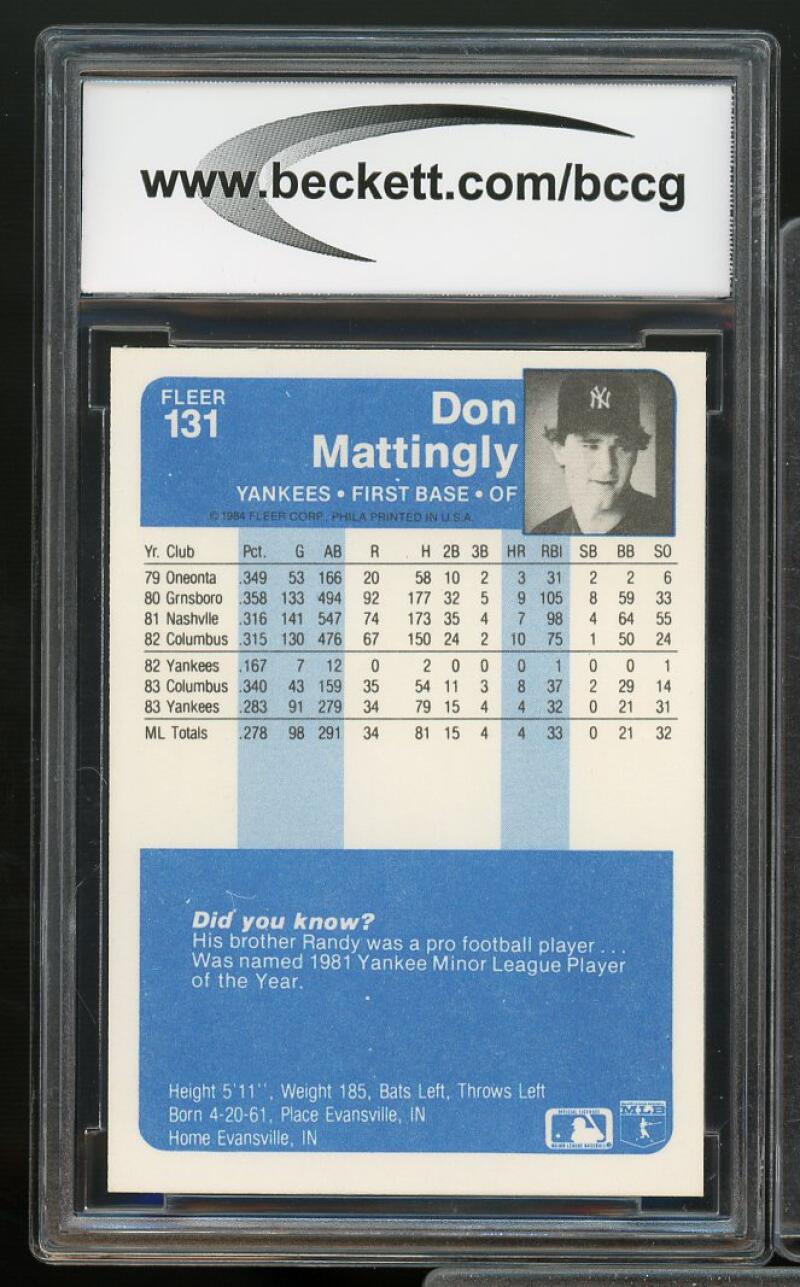 www.beckett.com/bccg
FLEER
131
Don
Mattingly
YANKEES • FIRST BASE • OF
© 1984 FLEER CORP., PHILA PRINTED IN U.S.A.
Yr. Club Pct. G AB R H 2B 3B HR RBI SB BB SO
79 Oneonta .349 53 166 20 58 10 2 3 31 2 2 6
80 Grnsboro .358 133 494 92 177 32 5 9 105 8 59 33
81 Nashvlle .316 141 547 74 173 35 4 7 98 4 64 55
82 Columbus .315 130 476 67 150 24 2 10 75 1 50 24
82 Yankees .167 7 12 0 2 0 0 0 1 0 0 1
83 Columbus .340 43 159 35 54 11 3 8 37 2 29 14
83 Yankees .283 91 279 34 79 15 4 4 32 0 21 31
ML Totals .278 98 291 34 81 15 4 4 33 0 21 32
Did you know?
His brother Randy was a pro football player . . .
Was named 1981 Yankee Minor League Player
of the Year.
Height 5'11'', Weight 185, Bats Left, Throws Left
Born 4-20-61, Place Evansville, IN
Home Evansville, IN
MLB